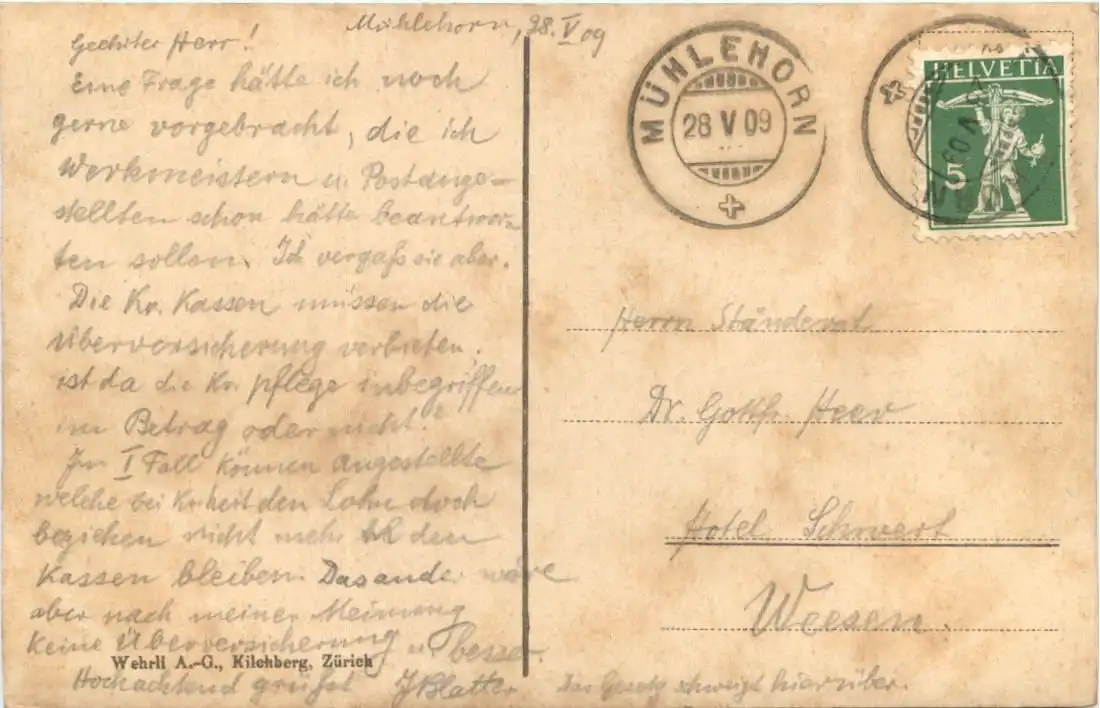 Mühlehorn, 28. V 09
Geehrter Herr!
Eine Frage hätte ich noch
gerne vorgebracht, die ich
Werkmeistern u. Postange-
stellten schon hätte beantwor-
ten sollen. Ich vergaß sie aber.
Die Kr. Kassen müssen die
Überversicherung verbieten,
ist da die Kr. pflege inbegriffen
im Betrag oder nicht?
Im I Fall können Angestellte
welche bei Kr.heit den Lohn doch
beziehen nicht mehr in den
Kassen bleiben. Das ander wäre
aber nach meiner Meinung
keine Überversicherung u. besser.
Hochachtend grüßt J Blatter
Das Gesetz schweigt hierüber.
Wehrli A.-G., Kilchberg, Zürich
MÜHLEHORN
28 V 09
HELVETIA
5
Herrn Ständerat
Dr. Gottfr. Heer
Hotel Schwert
Weesen.